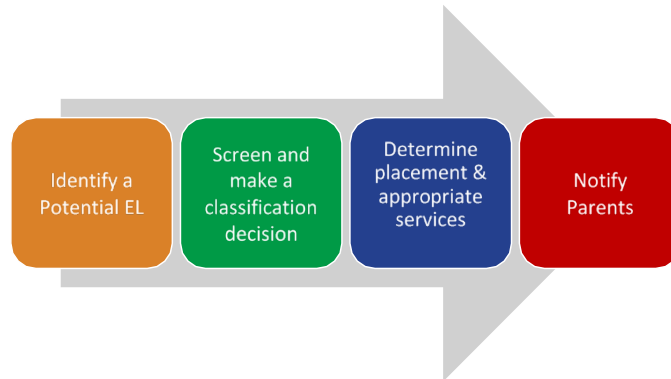 Identify a
Potential EL
Screen and
make a
classification
decision
Determine
placement &
appropriate
services
Notify
Parents